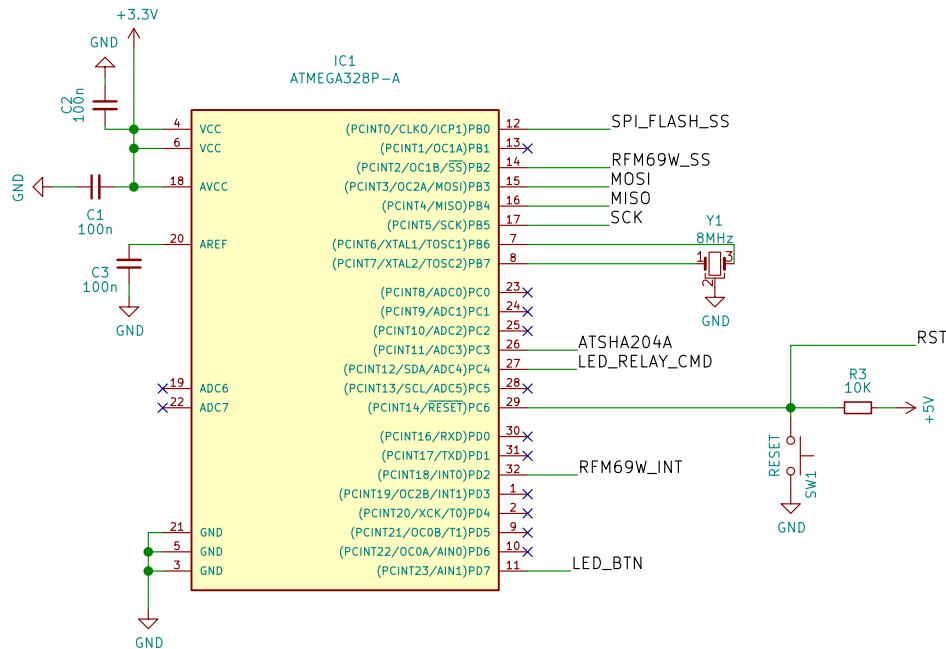 +3.3V
GND
C2
100n
IC1
ATMEGA328P-A
4 VCC
6 VCC
18 AVCC
GND
C1
100n
20 AREF
C3
100n
GND
19 ADC6
22 ADC7
21 GND
5 GND
3 GND
GND
(PCINT0/CLKO/ICP1)PB0 12 SPI_FLASH_SS
(PCINT1/OC1A)PB1 13
(PCINT2/OC1B/SS)PB2 14 RFM69W_SS
(PCINT3/OC2A/MOSI)PB3 15 MOSI
(PCINT4/MISO)PB4 16 MISO
(PCINT5/SCK)PB5 17 SCK
(PCINT6/XTAL1/TOSC1)PB6 7
(PCINT7/XTAL2/TOSC2)PB7 8
Y1
8MHz
1 3
2
GND
(PCINT8/ADC0)PC0 23
(PCINT9/ADC1)PC1 24
(PCINT10/ADC2)PC2 25
(PCINT11/ADC3)PC3 26 ATSHA204A
(PCINT12/SDA/ADC4)PC4 27 LED_RELAY_CMD
(PCINT13/SCL/ADC5)PC5 28
(PCINT14/RESET)PC6 29
RST
R3
10K
+5V
RESET
SW1
GND
(PCINT16/RXD)PD0 30
(PCINT17/TXD)PD1 31
(PCINT18/INT0)PD2 32 RFM69W_INT
(PCINT19/OC2B/INT1)PD3 1
(PCINT20/XCK/T0)PD4 2
(PCINT21/OC0B/T1)PD5 9
(PCINT22/OC0A/AIN0)PD6 10
(PCINT23/AIN1)PD7 11 LED_BTN